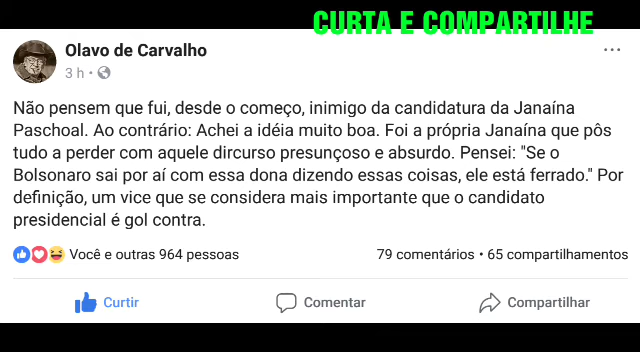 CURTA E COMPARTILHE
Olavo de Carvalho
3 h •
Não pensem que fui, desde o começo, inimigo da candidatura da Janaína
Paschoal. Ao contrário: Achei a idéia muito boa. Foi a própria Janaína que pôs
tudo a perder com aquele dircurso presunçoso e absurdo. Pensei: "Se o
Bolsonaro sai por aí com essa dona dizendo essas coisas, ele está ferrado." Por
definição, um vice que se considera mais importante que o candidato
presidencial é gol contra.
Você e outras 964 pessoas 79 comentários • 65 compartilhamentos
Curtir Comentar Compartilhar